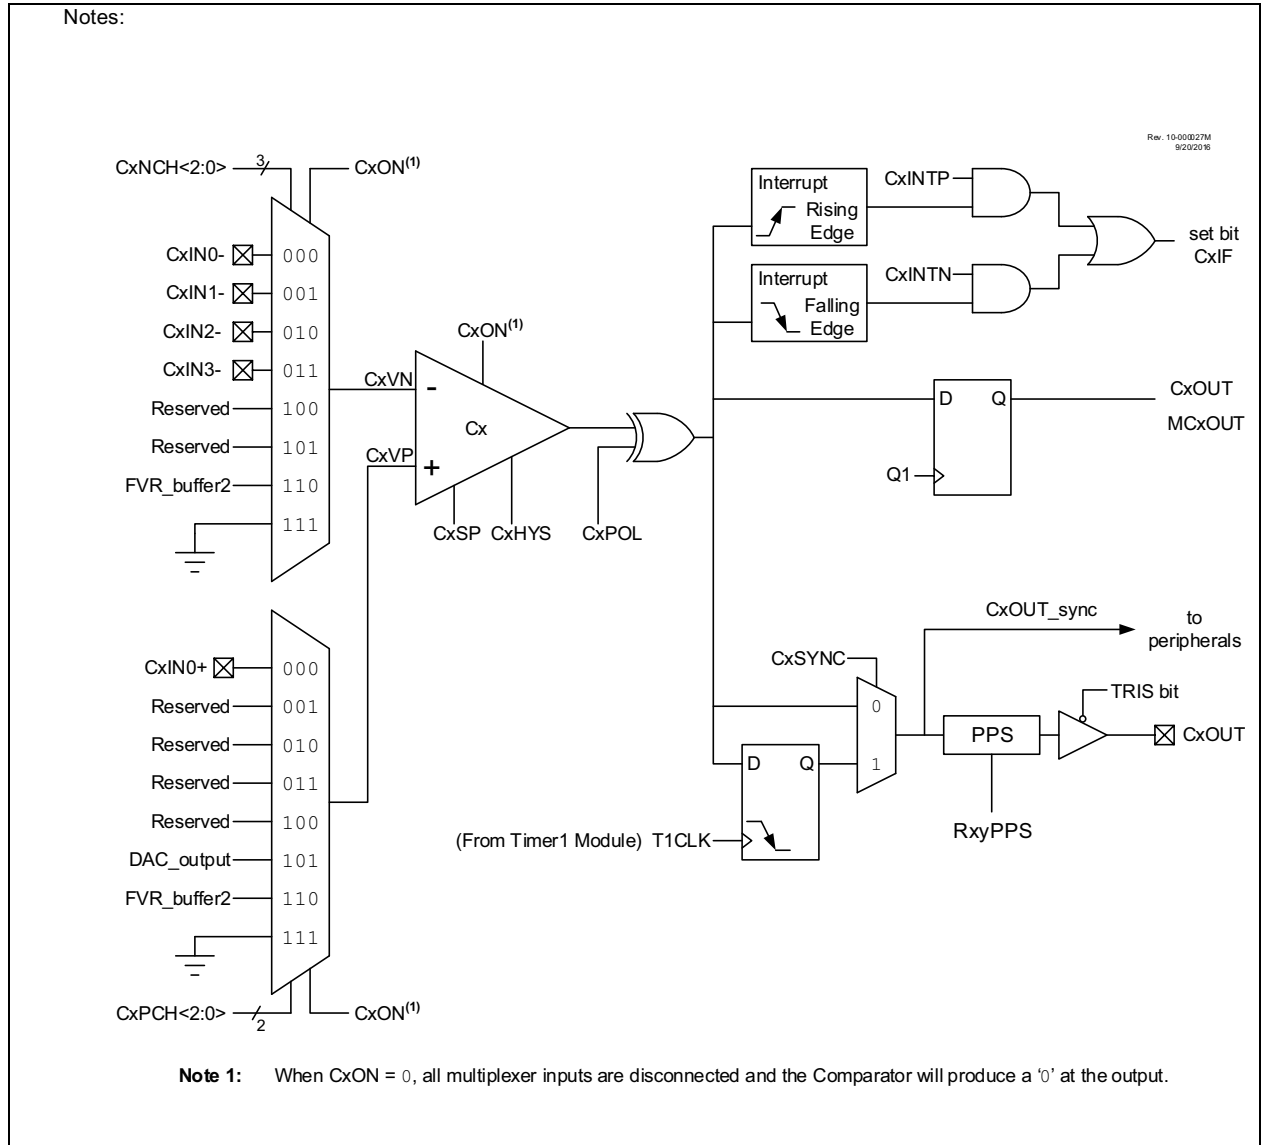 Notes:
Rev. 10-000027M
9/20/2016
CxNCH<2:0>
3
CxON(1)
CxIN0-
000
CxIN1-
001
CxIN2-
010
CxIN3-
011
Reserved
100
Reserved
101
FVR_buffer2
110
111
CxVN
CxVP
CxON(1)
-
+
Cx
CxSP
CxHYS
CxPOL
Interrupt
Rising
Edge
CxINTP
Interrupt
Falling
Edge
CxINTN
set bit
CxIF
D
Q
Q1
CxOUT
MCxOUT
CxIN0+
000
Reserved
001
Reserved
010
Reserved
011
Reserved
100
DAC_output
101
FVR_buffer2
110
111
CxPCH<2:0>
2
CxON(1)
CxOUT_sync
to
peripherals
CxSYNC
0
1
D
Q
(From Timer1 Module) T1CLK
PPS
RxyPPS
TRIS bit
CxOUT
Note 1: When CxON = 0, all multiplexer inputs are disconnected and the Comparator will produce a ‘0’ at the output.